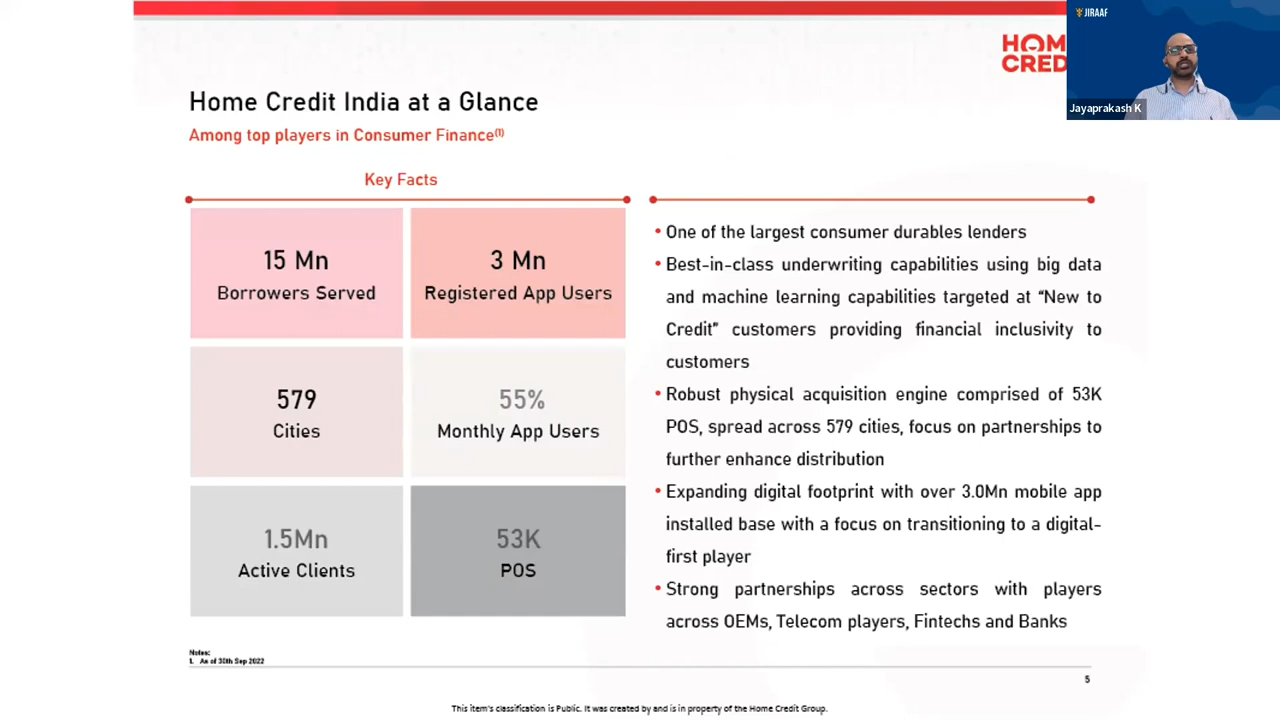 JIRAAF
HOM
CRED
Jayaprakash K
Home Credit India at a Glance
Among top players in Consumer Finance(1)
Key Facts
15 Mn
Borrowers Served
3 Mn
Registered App Users
579
Cities
55%
Monthly App Users
1.5Mn
Active Clients
53K
POS
• One of the largest consumer durables lenders
• Best-in-class underwriting capabilities using big data
and machine learning capabilities targeted at “New to
Credit” customers providing financial inclusivity to
customers
• Robust physical acquisition engine comprised of 53K
POS, spread across 579 cities, focus on partnerships to
further enhance distribution
• Expanding digital footprint with over 3.0Mn mobile app
installed base with a focus on transitioning to a digital-
first player
• Strong partnerships across sectors with players
across OEMs, Telecom players, Fintechs and Banks
Notes:
1. As of 30th Sep 2022
5
This item's classification is Public. It was created by and is in property of the Home Credit Group.